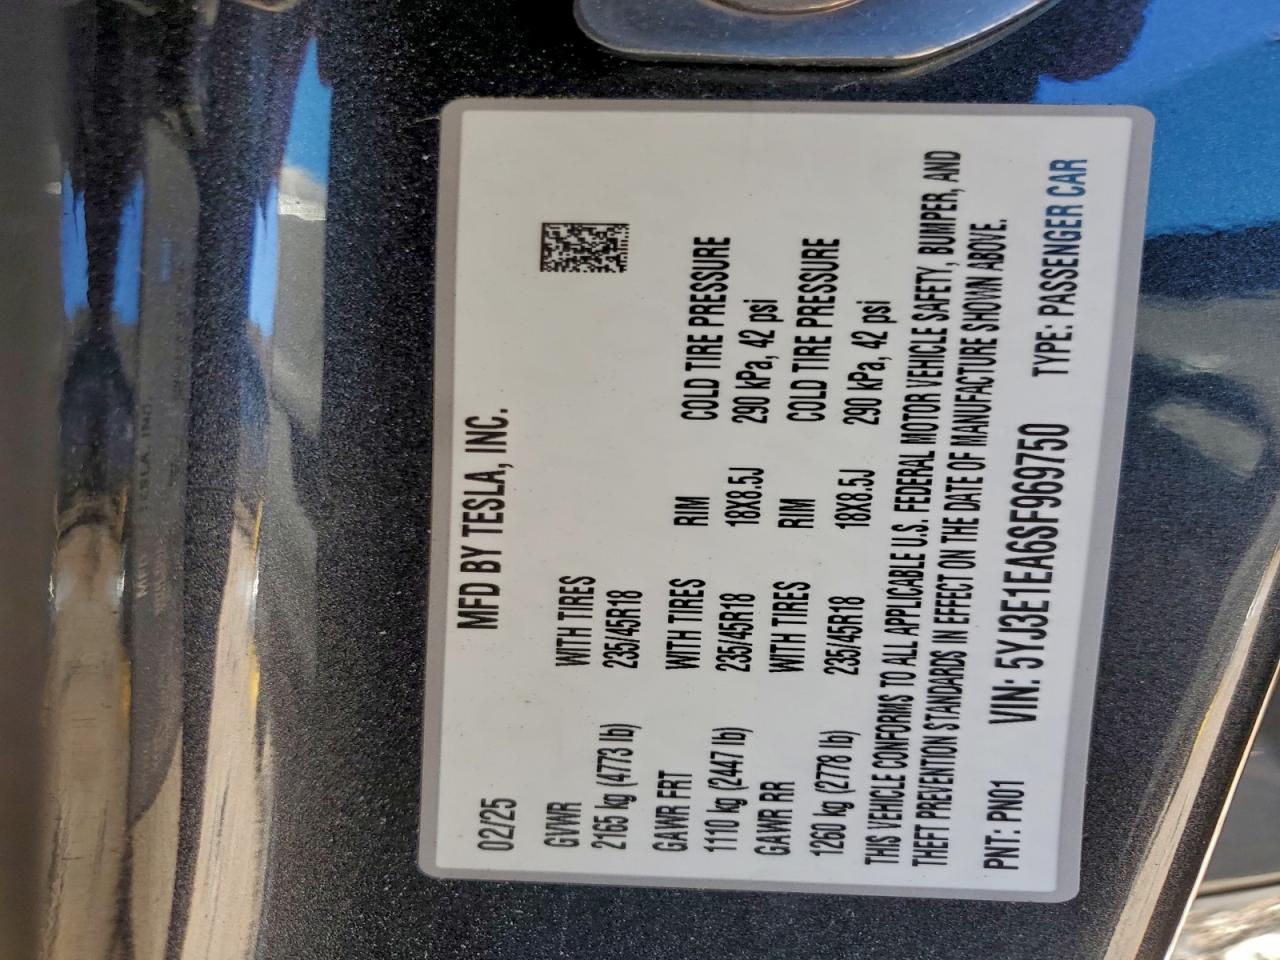 MFD BY TESLA, INC.
02/25
GVWR WITH TIRES
2165 kg (4773 lb) 235/45R18
GAWR FRT WITH TIRES RIM COLD TIRE PRESSURE
1110 kg (2447 lb) 235/45R18 18X8.5J 290 kPa, 42 psi
GAWR RR WITH TIRES RIM COLD TIRE PRESSURE
1260 kg (2778 lb) 235/45R18 18X8.5J 290 kPa, 42 psi
THIS VEHICLE CONFORMS TO ALL APPLICABLE U.S. FEDERAL MOTOR VEHICLE SAFETY, BUMPER, AND
THEFT PREVENTION STANDARDS IN EFFECT ON THE DATE OF MANUFACTURE SHOWN ABOVE.
PNT: PN01 VIN: 5YJ3E1EA6SF969750 TYPE: PASSENGER CAR